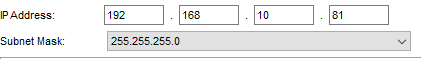 IP Address: 192 . 168 . 10 . 81
Subnet Mask: 255.255.255.0